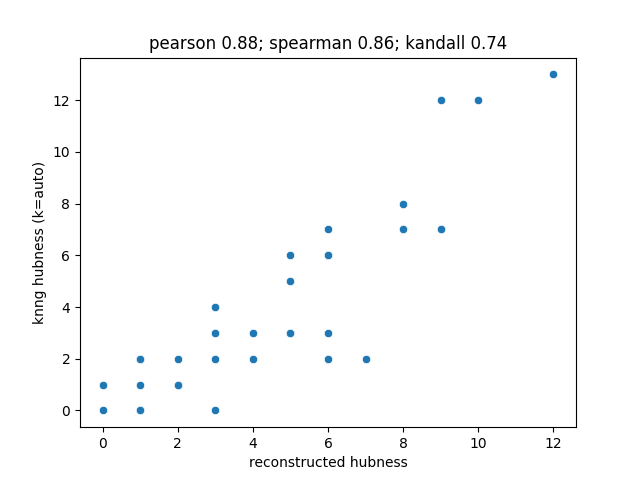 pearson 0.88; spearman 0.86; kandall 0.74
knng hubness (k=auto)
12
10
8
6
4
2
0
0 2 4 6 8 10 12
reconstructed hubness